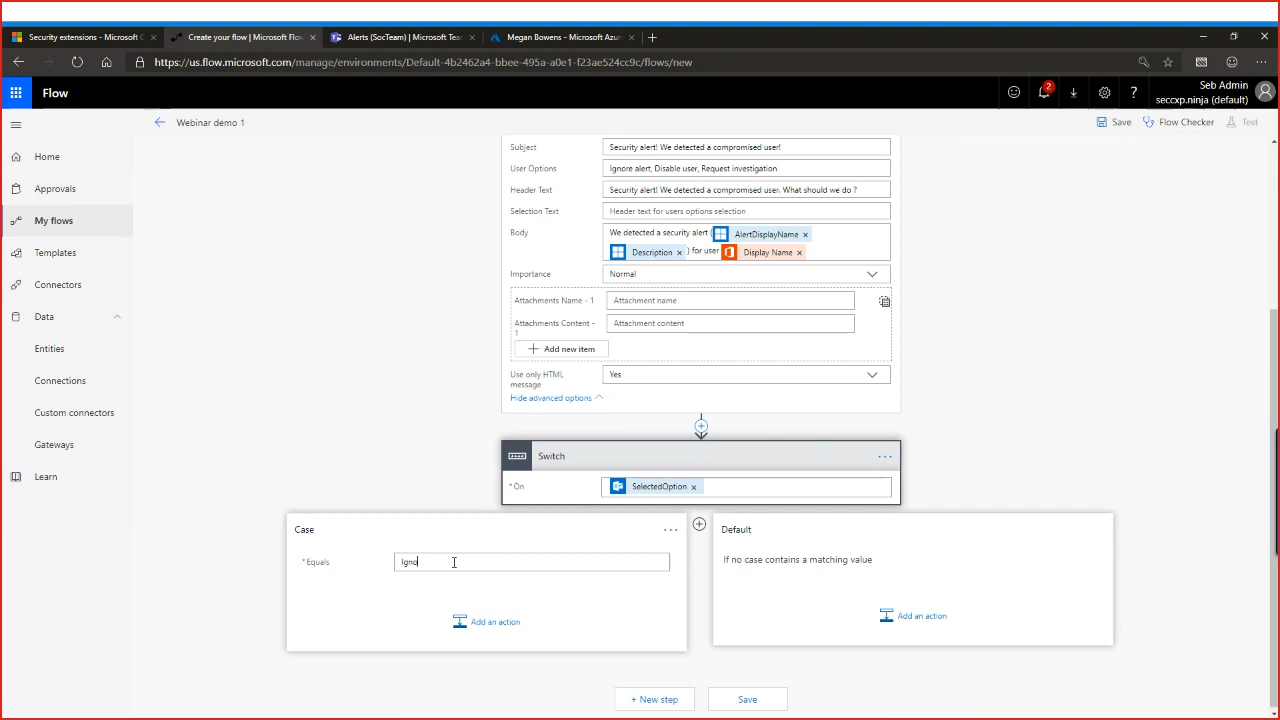 Security extensions - Microsoft C
Create your flow | Microsoft Flow
Alerts (SocTeam) | Microsoft Tea
Megan Bowens - Microsoft Azu
https://us.flow.microsoft.com/manage/environments/Default-4b2462a4-bbee-495a-a0e1-f23ae524cc9c/flows/new
Flow
2
?
Seb Admin
seccxp.ninja (default)
Webinar demo 1
Save
Flow Checker
Test
Home
Approvals
My flows
Templates
Connectors
Data
Entities
Connections
Custom connectors
Gateways
Learn
Subject
Security alert! We detected a compromised user!
User Options
Ignore alert, Disable user, Request investigation
Header Text
Security alert! We detected a compromised user. What should we do ?
Selection Text
Header text for users options selection
Body
We detected a security alert ( AlertDisplayName ×
Description × ) for user Display Name ×
Importance
Normal
Attachments Name - 1
Attachment name
Attachments Content -
1
Attachment content
Add new item
Use only HTML
message
Yes
Hide advanced options
Switch
* On
SelectedOption ×
Case
* Equals
Igno
Add an action
Default
If no case contains a matching value
Add an action
+ New step
Save